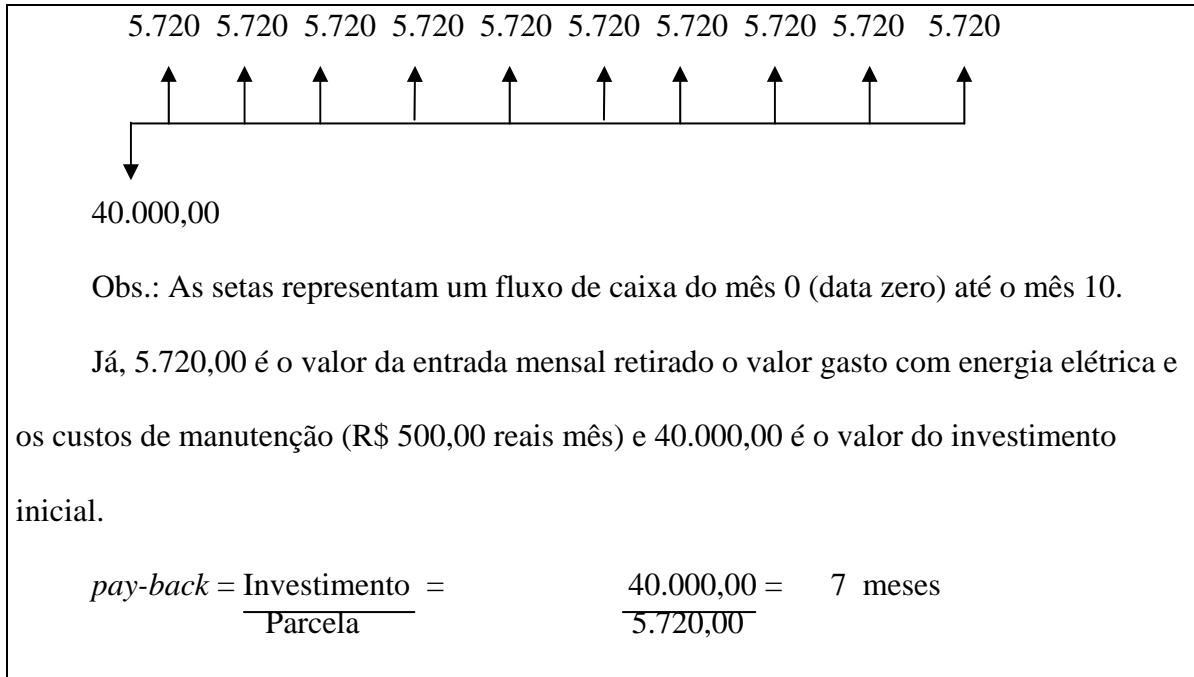 5.720 5.720 5.720 5.720 5.720 5.720 5.720 5.720 5.720 5.720
40.000,00
Obs.: As setas representam um fluxo de caixa do mês 0 (data zero) até o mês 10.
Já, 5.720,00 é o valor da entrada mensal retirado o valor gasto com energia elétrica e
os custos de manutenção (R$ 500,00 reais mês) e 40.000,00 é o valor do investimento
inicial.
pay-back = Investimento = 40.000,00 = 7 meses
Parcela 5.720,00